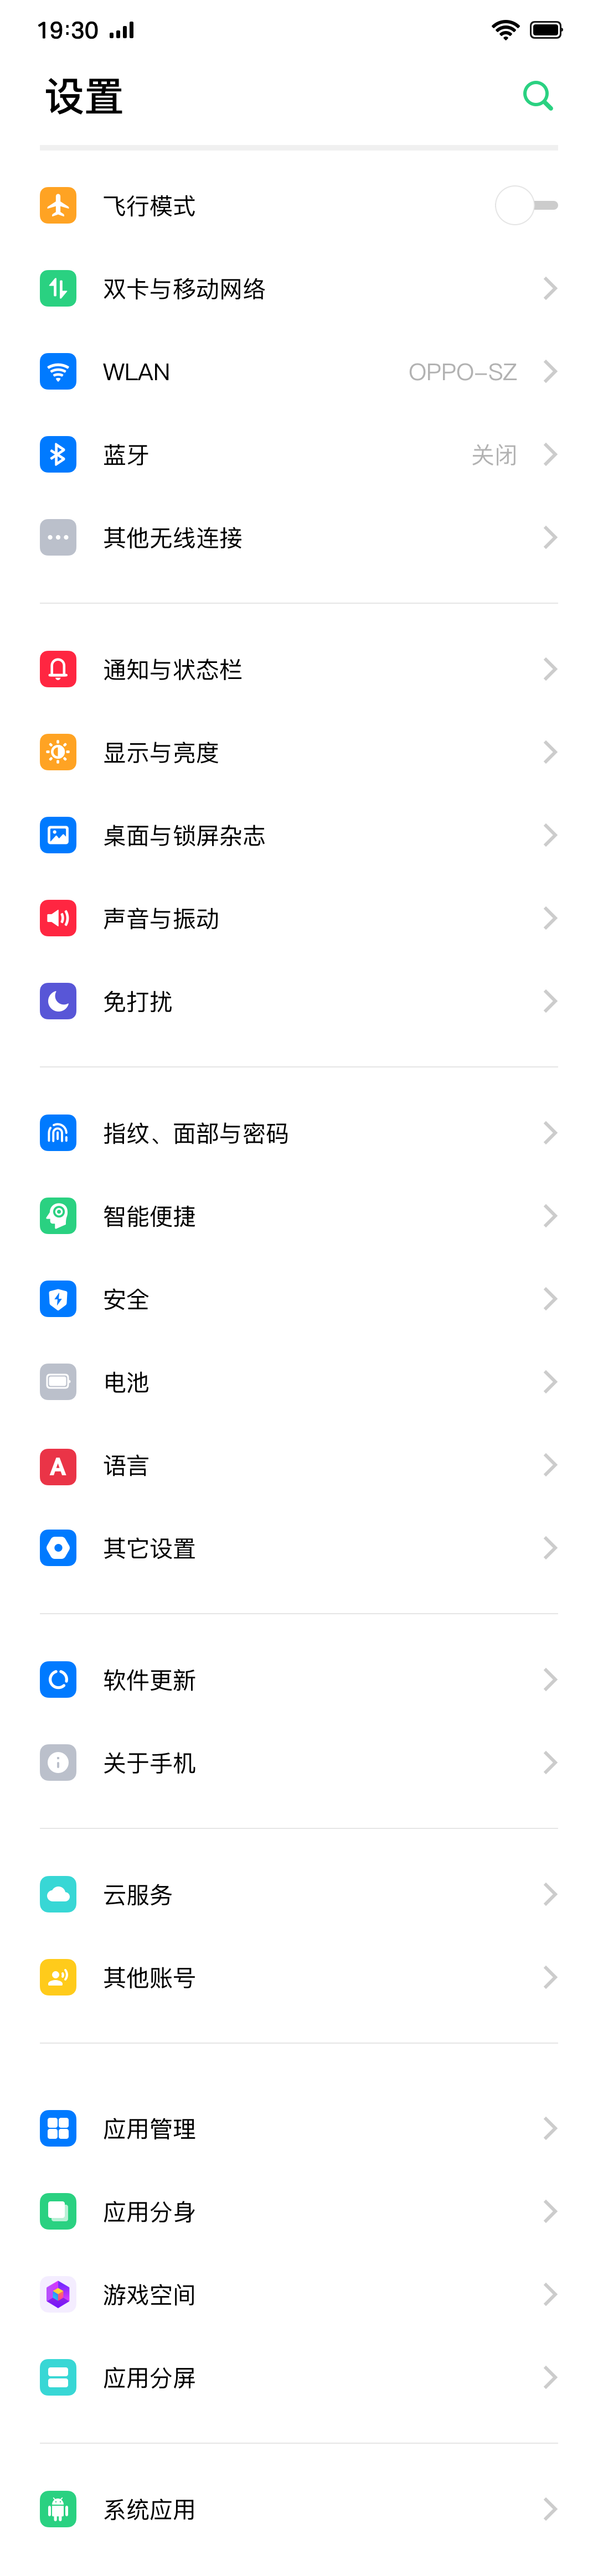 19:30
设置
飞行模式
双卡与移动网络
WLAN OPPO-SZ
蓝牙 关闭
其他无线连接
通知与状态栏
显示与亮度
桌面与锁屏杂志
声音与振动
免打扰
指纹、面部与密码
智能便捷
安全
电池
A 语言
其它设置
软件更新
关于手机
云服务
其他账号
应用管理
应用分身
游戏空间
应用分屏
系统应用